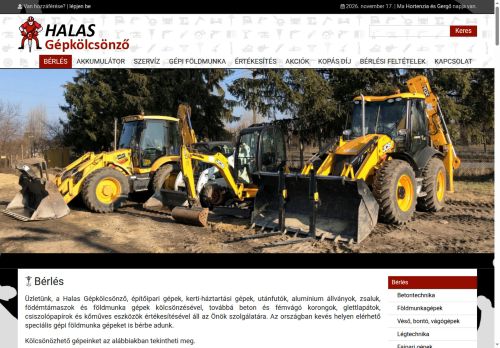 Van hozzáférése? | lépjen be
2026. november 17. | Ma Hortenzia és Gergő napja van.
HALAS
Gépkölcsönző
Keres
BÉRLÉS AKKUMULÁTOR SZERVÍZ GÉPI FÖLDMUNKA ÉRTÉKESÍTÉS AKCIÓK KOPÁS DÍJ BÉRLÉSI FELTÉTELEK KAPCSOLAT
Bérlés
Üzletünk, a Halas Gépkölcsönző, építőipari gépek, kerti-háztartási gépek, utánfutók, alumínium állványok, zsaluk,
födémtámaszok és földmunka gépek kölcsönzésével, továbbá beton és fémvágó korongok, glettlapátok,
csiszolópapírok és kőműves eszközök értékesítésével áll az Önök szolgálatára. Az országban kevés helyen elérhető
speciális gépi földmunka gépeket is bérbe adunk.
Kölcsönözhető gépeinket az alábbiakban tekintheti meg.
Bérlés
Betontechnika
Földmunkagépek
Véső, bontó, vágógépek
Légtechnika
Faipari gépek